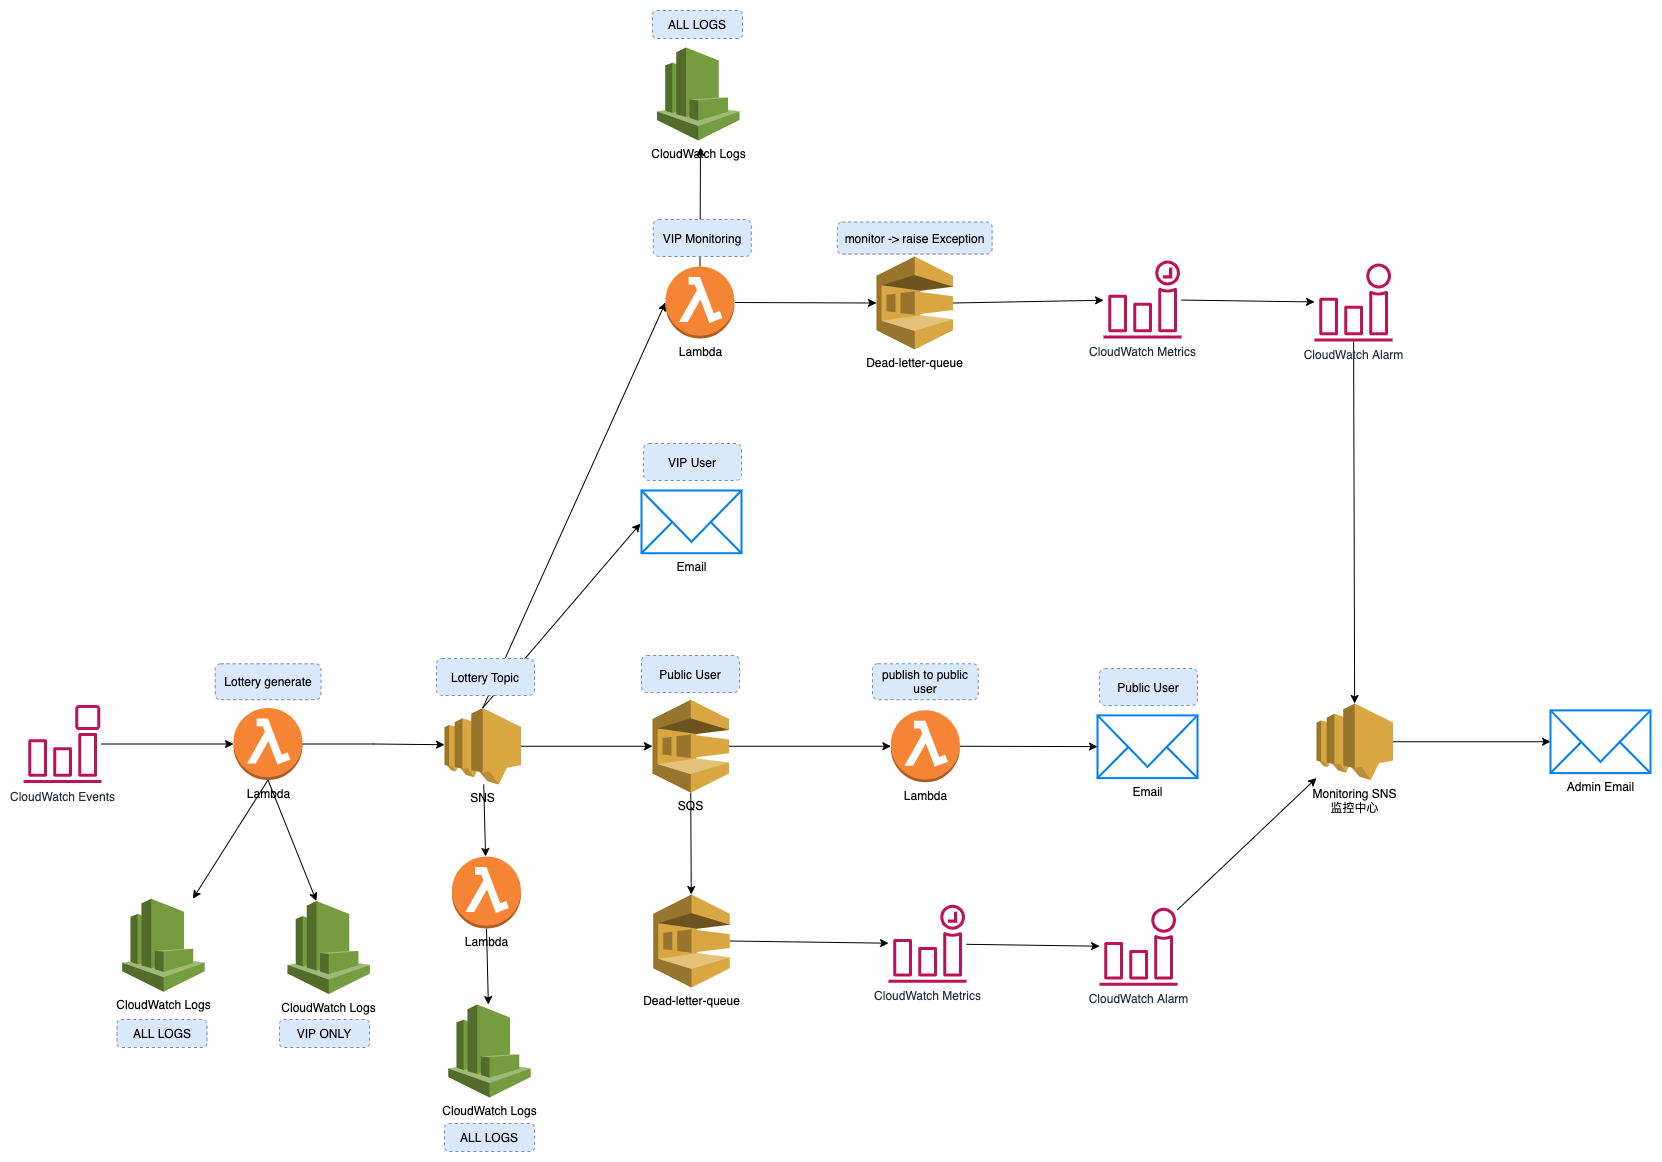 ALL LOGS
CloudWatch Logs
VIP Monitoring
monitor -> raise Exception
Lambda
Dead-letter-queue
CloudWatch Metrics
CloudWatch Alarm
VIP User
Email
Lottery generate
Lottery Topic
Public User
publish to public
user
Public User
CloudWatch Events
Lambda
SNS
SQS
Lambda
Email
Monitoring SNS
监控中心
Admin Email
Lambda
CloudWatch Logs
ALL LOGS
CloudWatch Logs
VIP ONLY
Dead-letter-queue
CloudWatch Metrics
CloudWatch Alarm
CloudWatch Logs
ALL LOGS